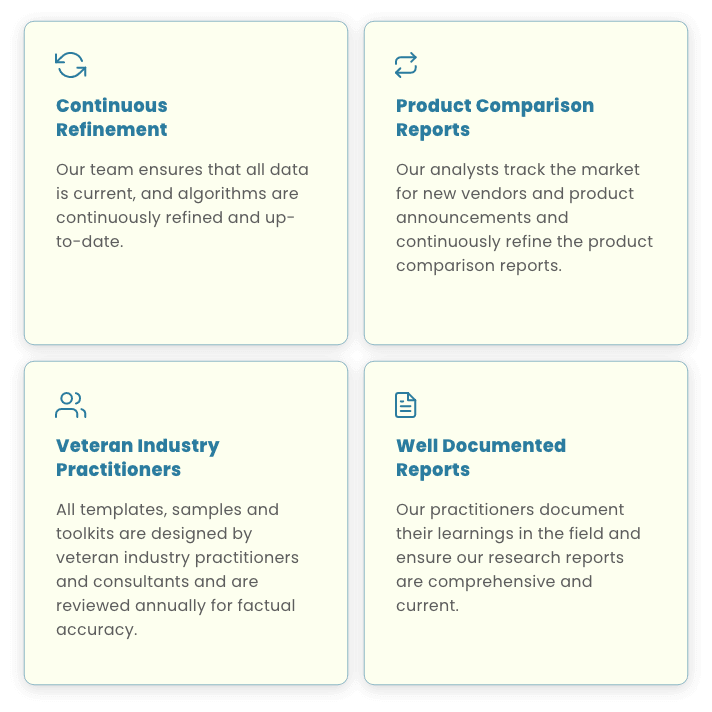 Continuous
Refinement
Our team ensures that all data
is current, and algorithms are
continuously refined and up-
to-date.
Product Comparison
Reports
Our analysts track the market
for new vendors and product
announcements and
continuously refine the product
comparison reports.
Veteran Industry
Practitioners
All templates, samples and
toolkits are designed by
veteran industry practitioners
and consultants and are
reviewed annually for factual
accuracy.
Well Documented
Reports
Our practitioners document
their learnings in the field and
ensure our research reports
are comprehensive and
current.